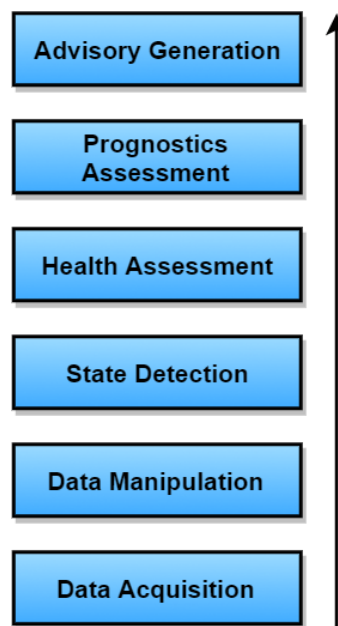 Advisory Generation
Prognostics
Assessment
Health Assessment
State Detection
Data Manipulation
Data Acquisition